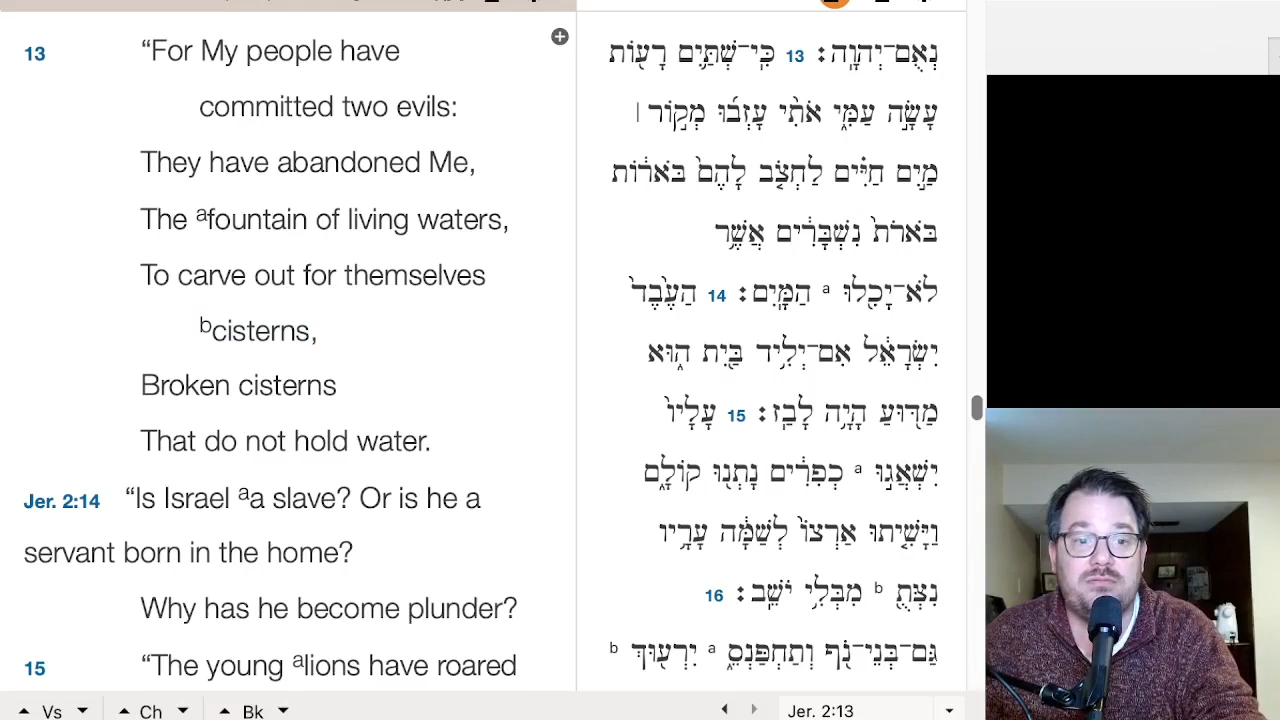 13 “For My people have
committed two evils:
They have abandoned Me,
The ᵃfountain of living waters,
To carve out for themselves
ᵇcisterns,
Broken cisterns
That do not hold water.
Jer. 2:14 “Is Israel ᵃa slave? Or is he a
servant born in the home?
Why has he become plunder?
15 “The young ᵃlions have roared
נְאֻם־יְהוָֽה׃ 13 כִּֽי־שְׁתַּ֥יִם רָע֖וֹת
עָשָׂ֣ה עַמִּ֑י אֹתִ֨י עָזְב֜וּ מְק֣וֹר ׀
מַ֣יִם חַיִּ֗ים לַחְצֹ֤ב לָהֶם֙ בֹּאר֔וֹת
בֹּארֹת֙ נִשְׁבָּרִ֔ים אֲשֶׁ֥ר
לֹא־יָכִ֖לוּ ᵃ הַמָּֽיִם׃ 14 הַעֶ֙בֶד֙
יִשְׂרָאֵ֔ל אִם־יְלִ֥יד בַּ֖יִת ה֑וּא
מַדּ֖וּעַ הָיָ֥ה לָבַֽז׃ 15 עָלָיו֙
יִשְׁאֲג֣וּ ᵃ כְפִרִ֔ים נָתְנ֖וּ קוֹלָ֑ם
וַיָּשִׁ֤יתוּ אַרְצוֹ֙ לְשַׁמָּ֔ה עָרָ֥יו
נִצְּתֻ֖ ᵇ מִבְּלִ֥י יֹשֵֽׁב׃ 16
גַּם־בְּנֵי־נֹ֖ף וְתַחְפַּנְסֵ֑ ᵃ יִרְע֖וּךְ ᵇ
Vs Ch Bk Jer. 2:13